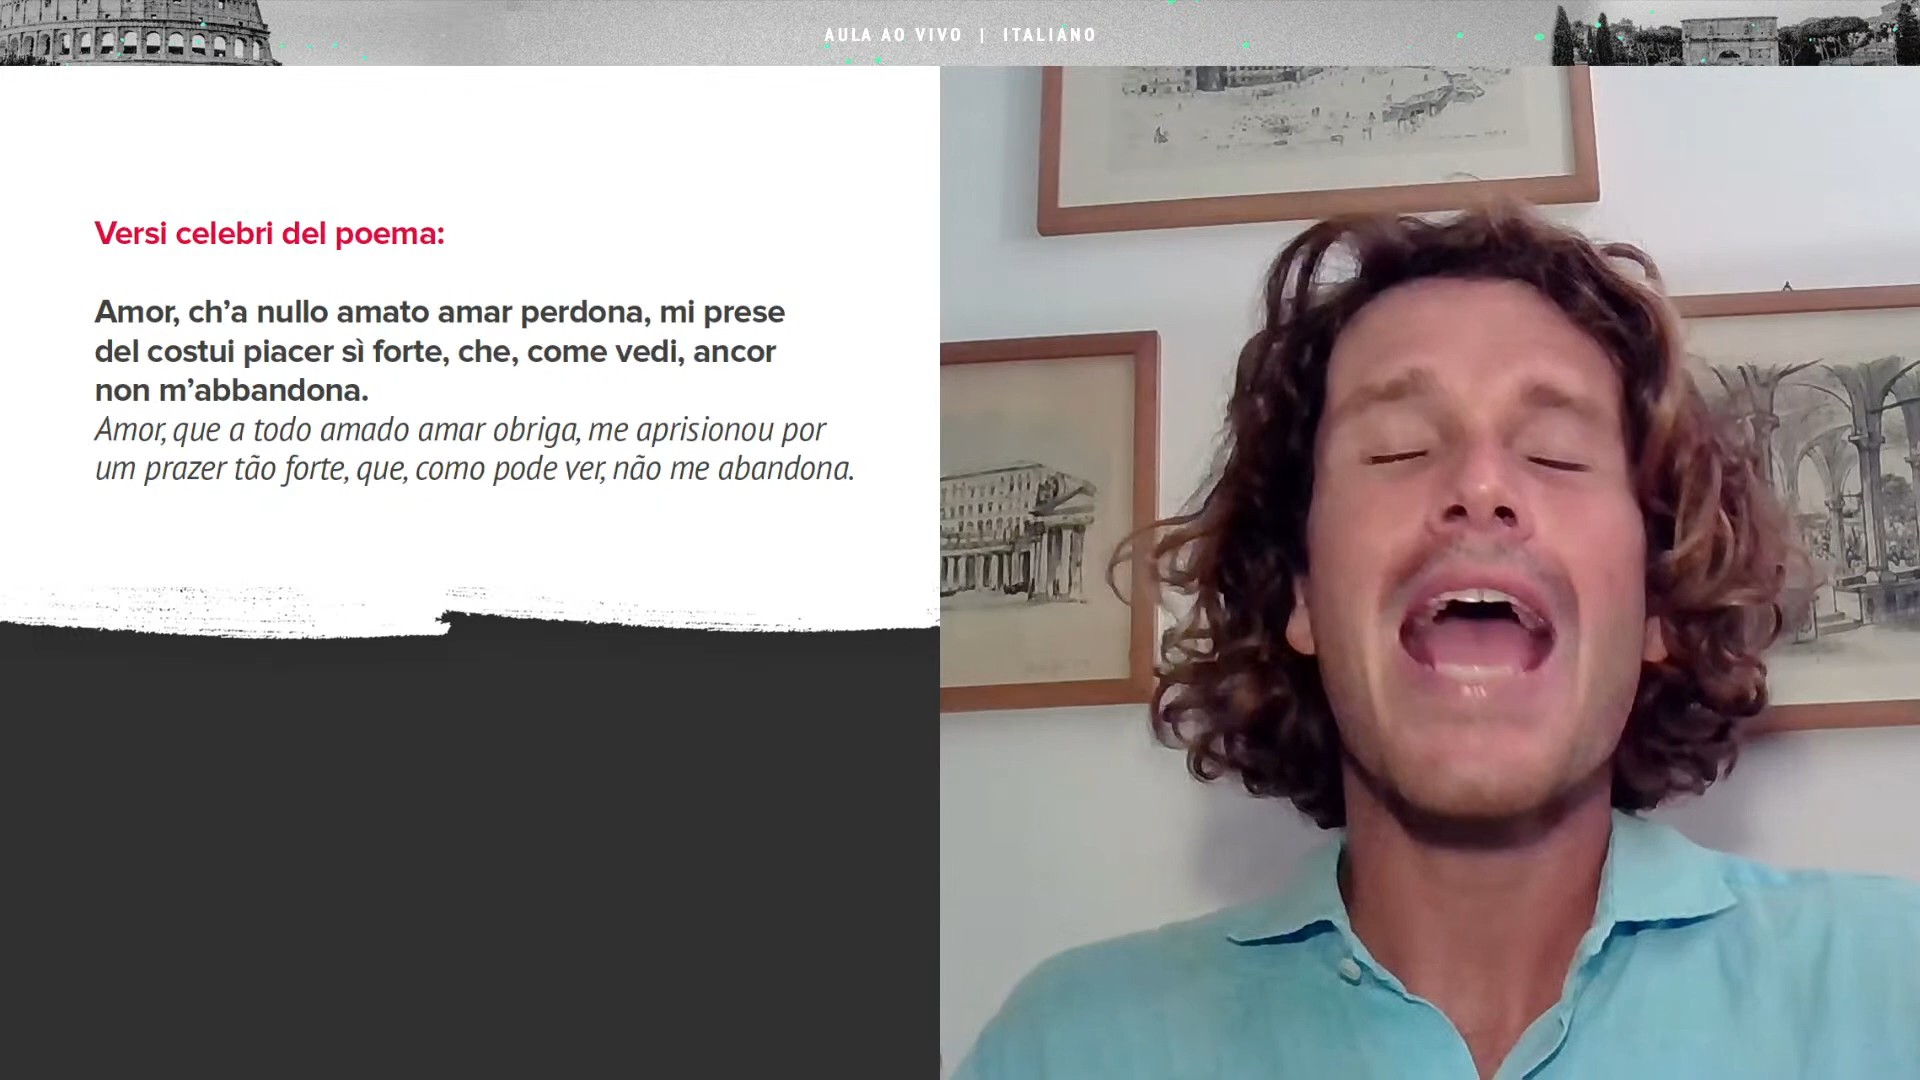 AULA AO VIVO | ITALIANO
Versi celebri del poema:
Amor, ch’a nullo amato amar perdona, mi prese
del costui piacer sì forte, che, come vedi, ancor
non m’abbandona.
Amor, que a todo amado amar obriga, me aprisionou por
um prazer tão forte, que, como pode ver, não me abandona.